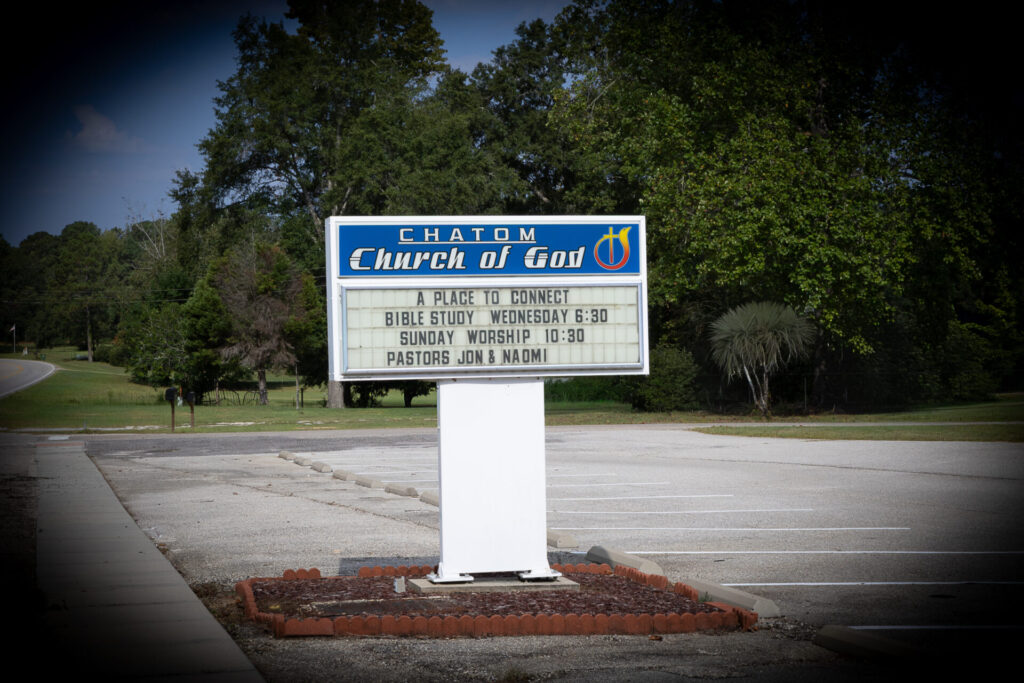 CHATOM
Church of God
A PLACE TO CONNECT
BIBLE STUDY WEDNESDAY 6:30
SUNDAY WORSHIP 10:30
PASTORS JON & NAOMI